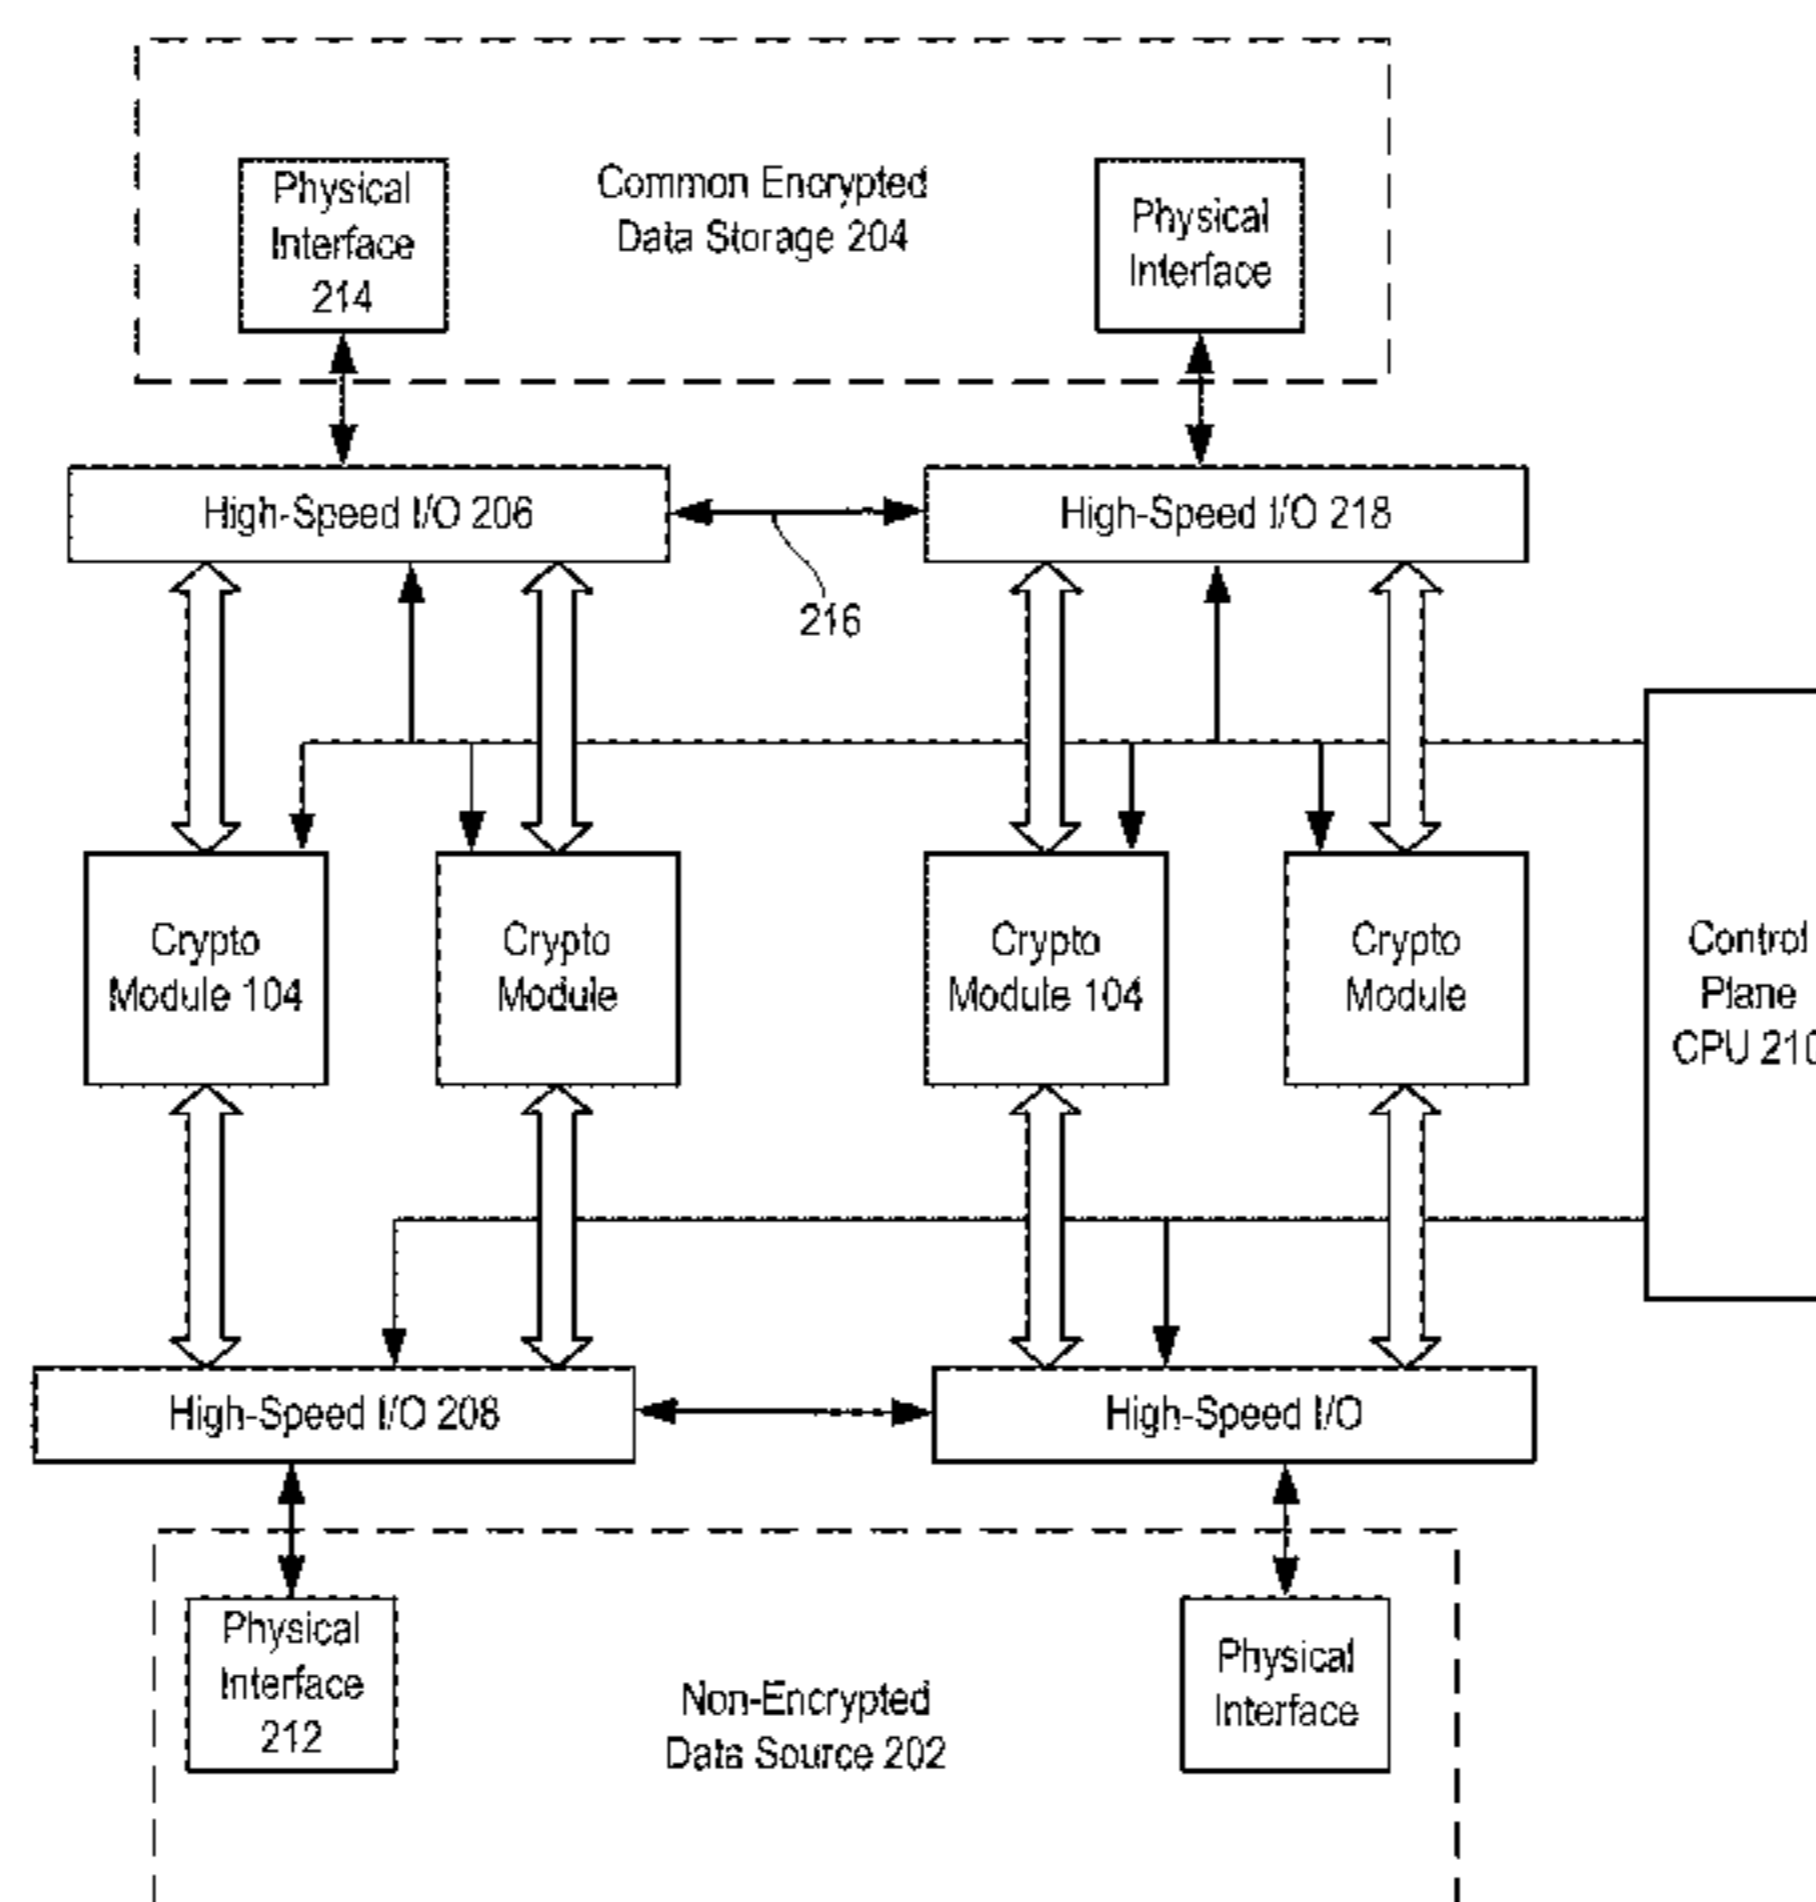 Physical
Interface
214
Common Encrypted
Data Storage 204
Physical
Interface
High-Speed I/O 206
High-Speed I/O 218
216
Crypto
Module 104
Crypto
Module
Crypto
Module 104
Crypto
Module
Control
Plane
CPU 210
High-Speed I/O 208
High-Speed I/O
Physical
Interface
212
Non-Encrypted
Data Source 202
Physical
Interface